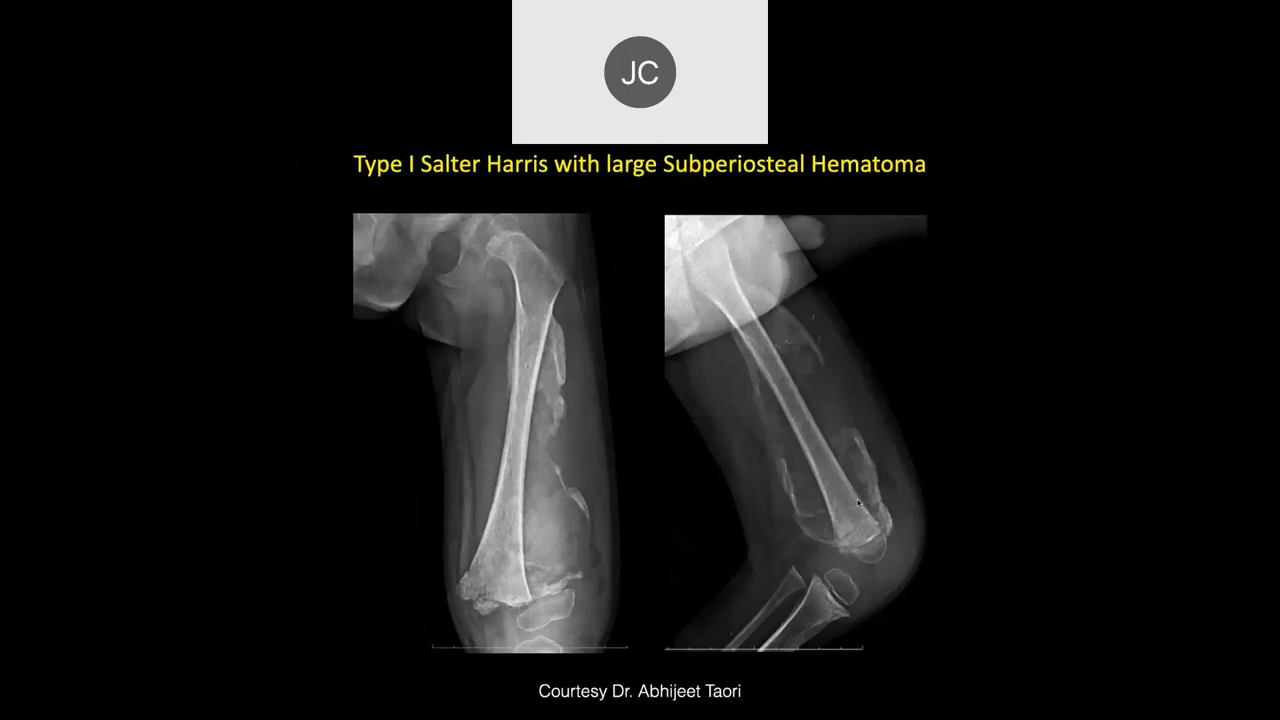 JC
Type I Salter Harris with large Subperiosteal Hematoma
Courtesy Dr. Abhijeet Taori